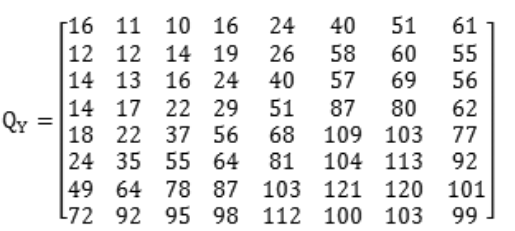 16 11 10 16 24 40 51 61
12 12 14 19 26 58 60 55
14 13 16 24 40 57 69 56
14 17 22 29 51 87 80 62
Q_Y =
18 22 37 56 68 109 103 77
24 35 55 64 81 104 113 92
49 64 78 87 103 121 120 101
72 92 95 98 112 100 103 99